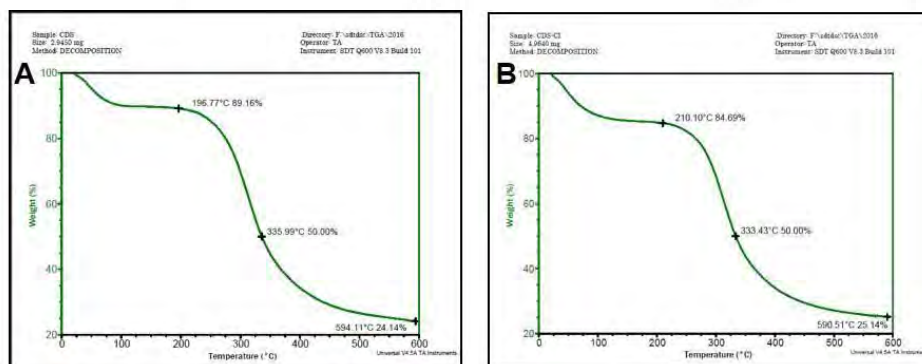 Sample: CDS
Size: 2.9450 mg
Method: DECOMPOSITION
Operator: TA
Instrument: SDT Q600 V8.3 Build 101
A
100
80
60
40
20
Weight (%)
196.77°C 89.16%
335.99°C 50.00%
594.11°C 24.14%
0
100
200
300
400
500
600
Temperature (°C)
Universal V4.5A TA Instruments
Sample: CDS-CI
Size: 4.9640 mg
Method: DECOMPOSITION
Operator: TA
Instrument: SDT Q600 V8.3 Build 101
B
100
80
60
40
20
Weight (%)
210.10°C 84.69%
333.43°C 50.00%
590.51°C 25.14%
0
100
200
300
400
500
600
Temperature (°C)
Universal V4.5A TA Instruments